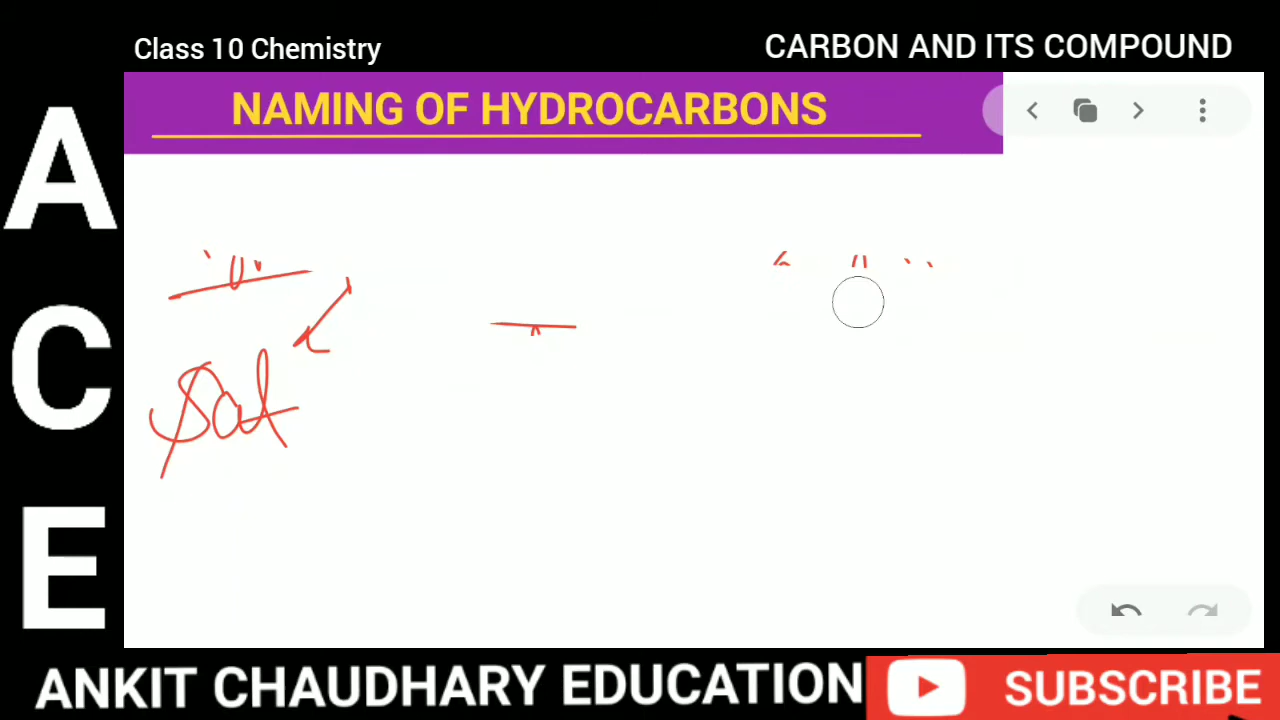 Class 10 Chemistry
CARBON AND ITS COMPOUND
NAMING OF HYDROCARBONS
Sat
A
C
E
ANKIT CHAUDHARY EDUCATION
SUBSCRIBE